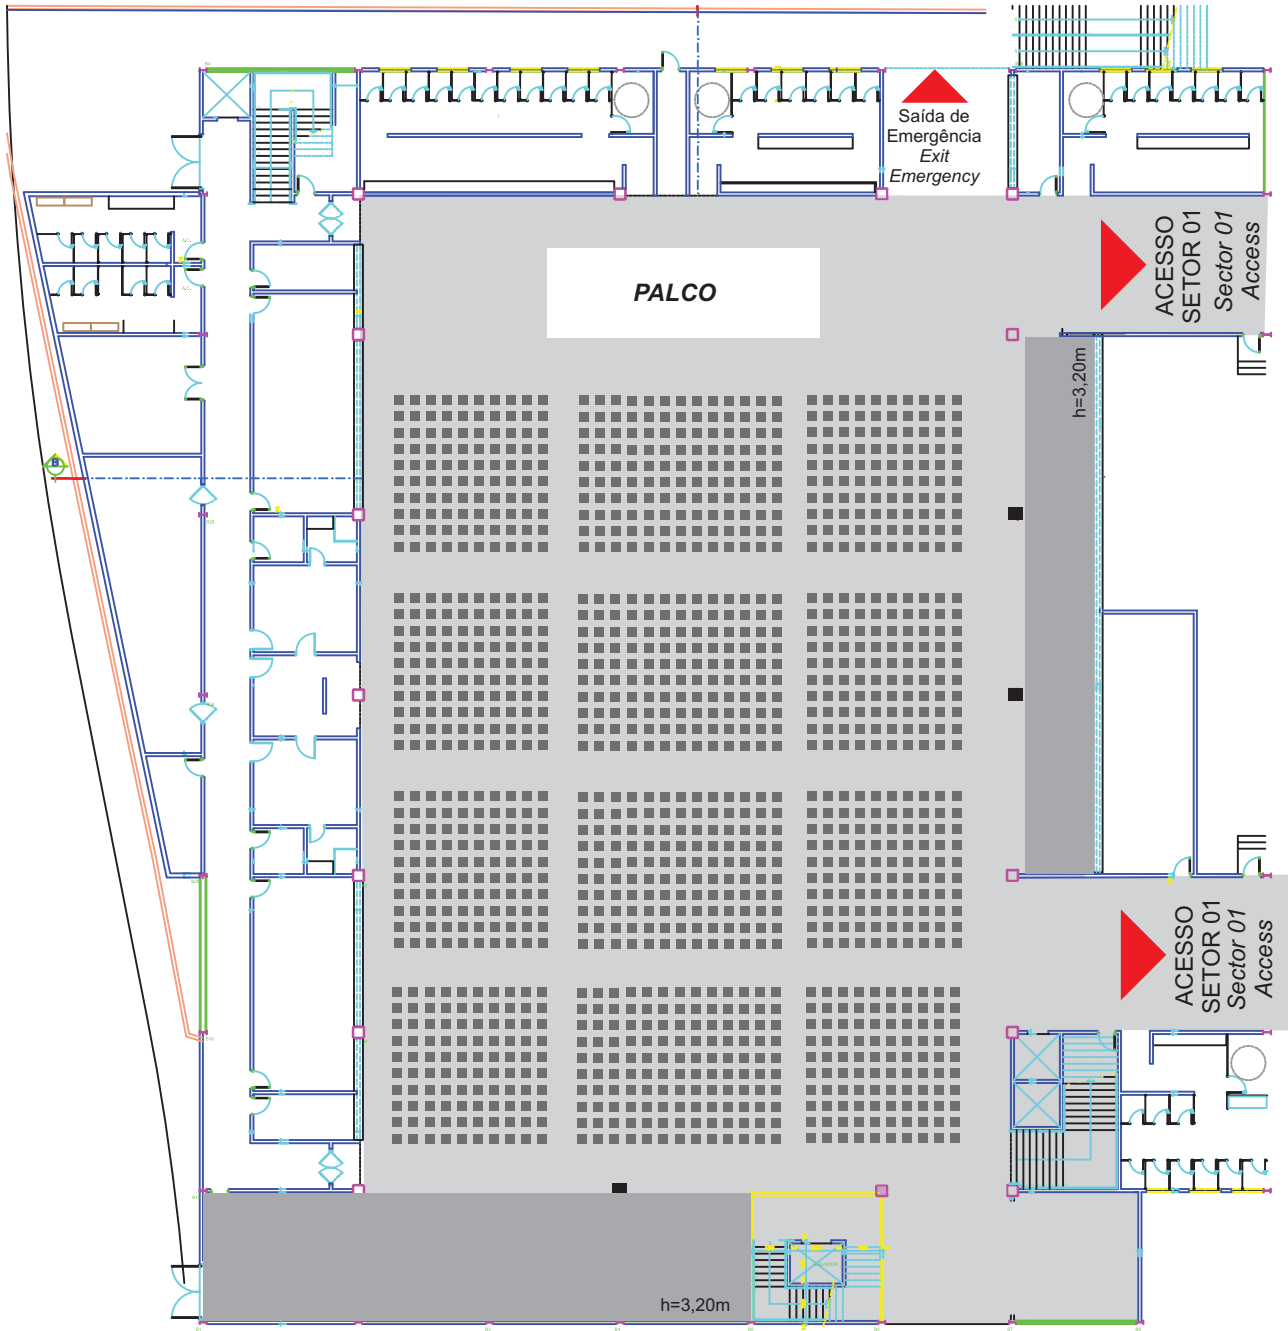 Saída de
Emergência
Exit
Emergency
ACESSO
SETOR 01
Sector 01
Access
PALCO
h=3,20m
ACESSO
SETOR 01
Sector 01
Access
h=3,20m